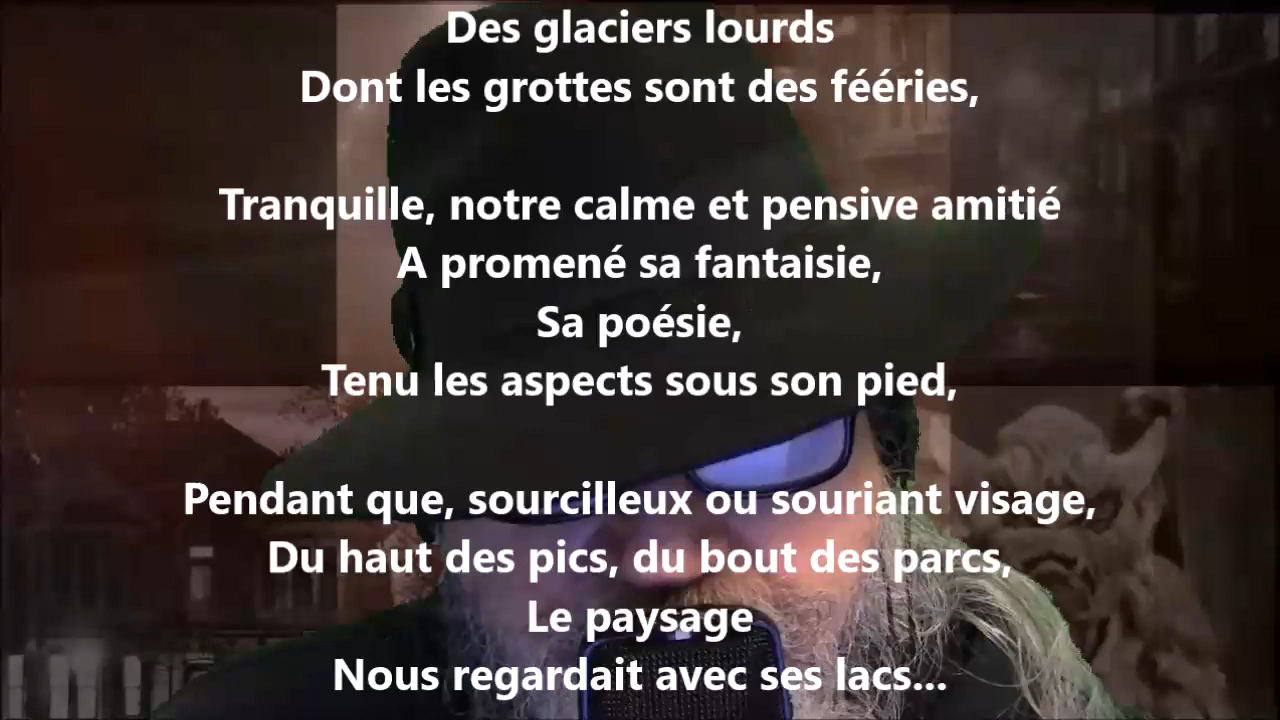 Des glaciers lourds
Dont les grottes sont des fééries,
Tranquille, notre calme et pensive amitié
A promené sa fantaisie,
Sa poésie,
Tenu les aspects sous son pied,
Pendant que, sourcilleux ou souriant visage,
Du haut des pics, du bout des parcs,
Le paysage
Nous regardait avec ses lacs...